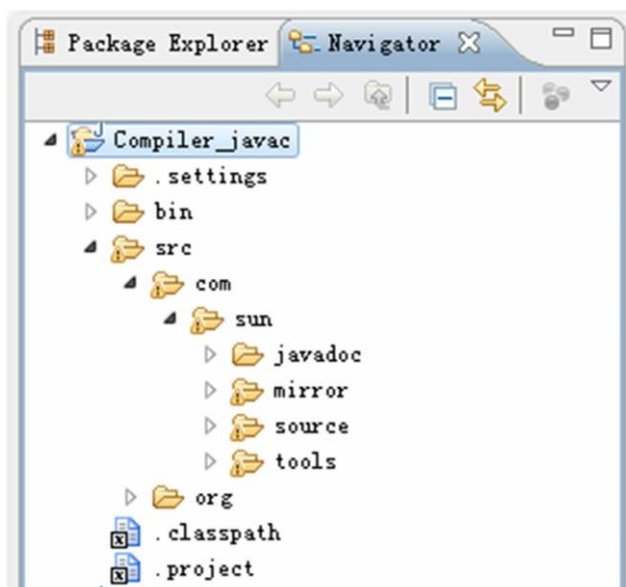 Package Explorer Navigator
Compiler_javac
.settings
bin
src
com
sun
javadoc
mirror
source
tools
org
.classpath
.project